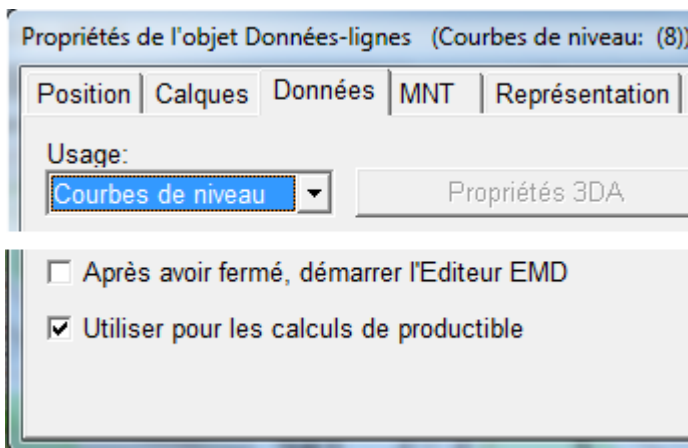 Propriétés de l'objet Données-lignes (Courbes de niveau: (8))
Position Calques Données MNT Représentation
Usage:
Courbes de niveau Propriétés 3DA
Après avoir fermé, démarrer l'Editeur EMD
Utiliser pour les calculs de productible